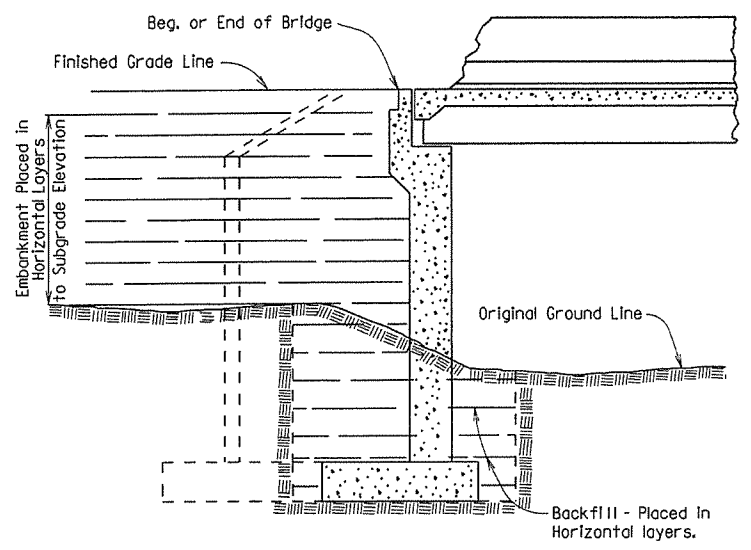 Beg. or End of Bridge
Finished Grade Line
Embankment Placed in
Horizontal Layers
to Subgrade Elevation
Original Ground Line
Backfill - Placed in
Horizontal layers.